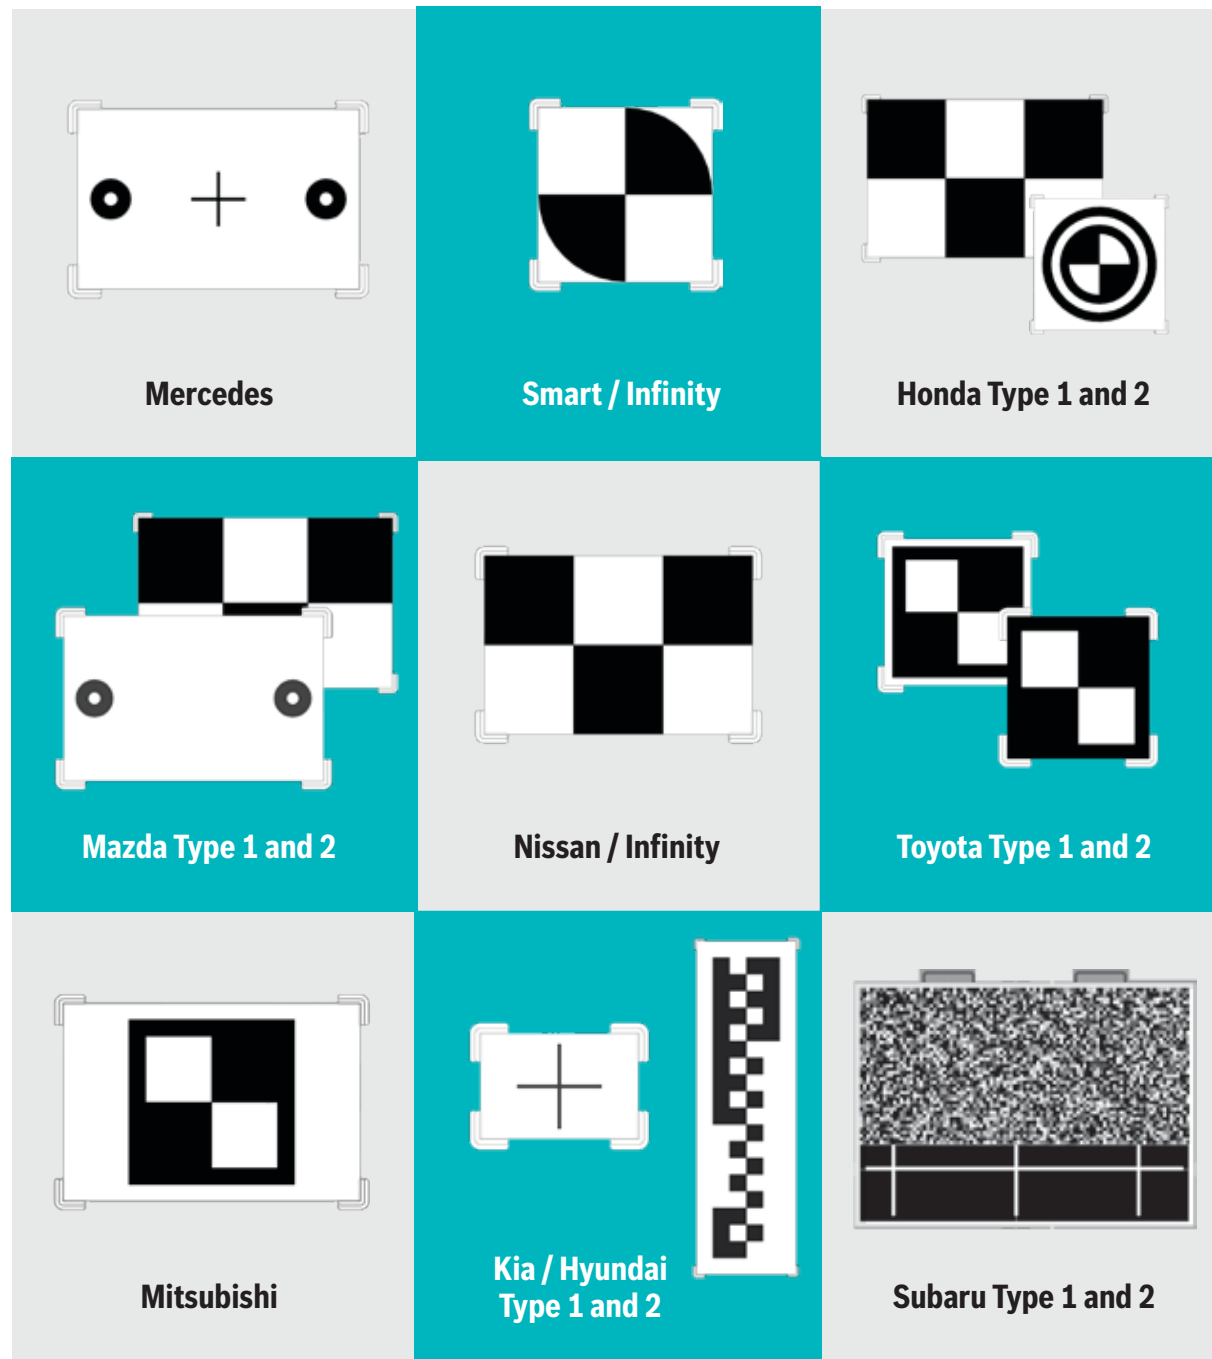 Mercedes
Smart / Infinity
Honda Type 1 and 2
Mazda Type 1 and 2
Nissan / Infinity
Toyota Type 1 and 2
Mitsubishi
Kia / Hyundai
Type 1 and 2
Subaru Type 1 and 2